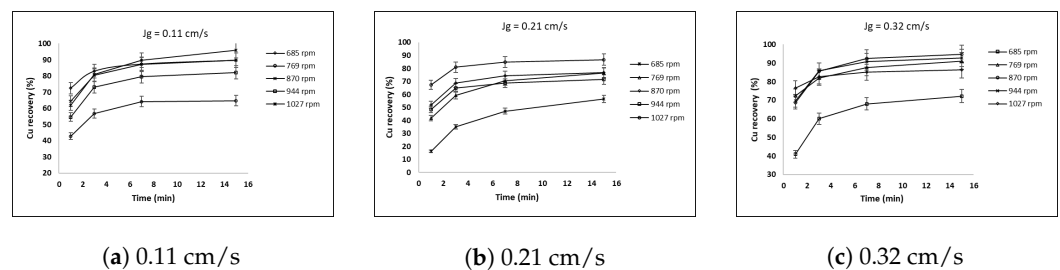 Jg = 0.11 cm/s
100
90
80
70
60
50
40
30
20
Cu recovery (%)
0 2 4 6 8 10 12 14 16
Time (min)
685 rpm
769 rpm
870 rpm
944 rpm
1027 rpm
(a) 0.11 cm/s
Jg = 0.21 cm/s
100
90
80
70
60
50
40
30
20
10
0
Cu recovery (%)
0 2 4 6 8 10 12 14 16
Time (min)
685 rpm
769 rpm
870 rpm
944 rpm
1027 rpm
(b) 0.21 cm/s
Jg = 0.32 cm/s
100
90
80
70
60
50
40
30
Cu recovery (%)
0 2 4 6 8 10 12 14 16
Time (min)
685 rpm
769 rpm
870 rpm
944 rpm
1027 rpm
(c) 0.32 cm/s